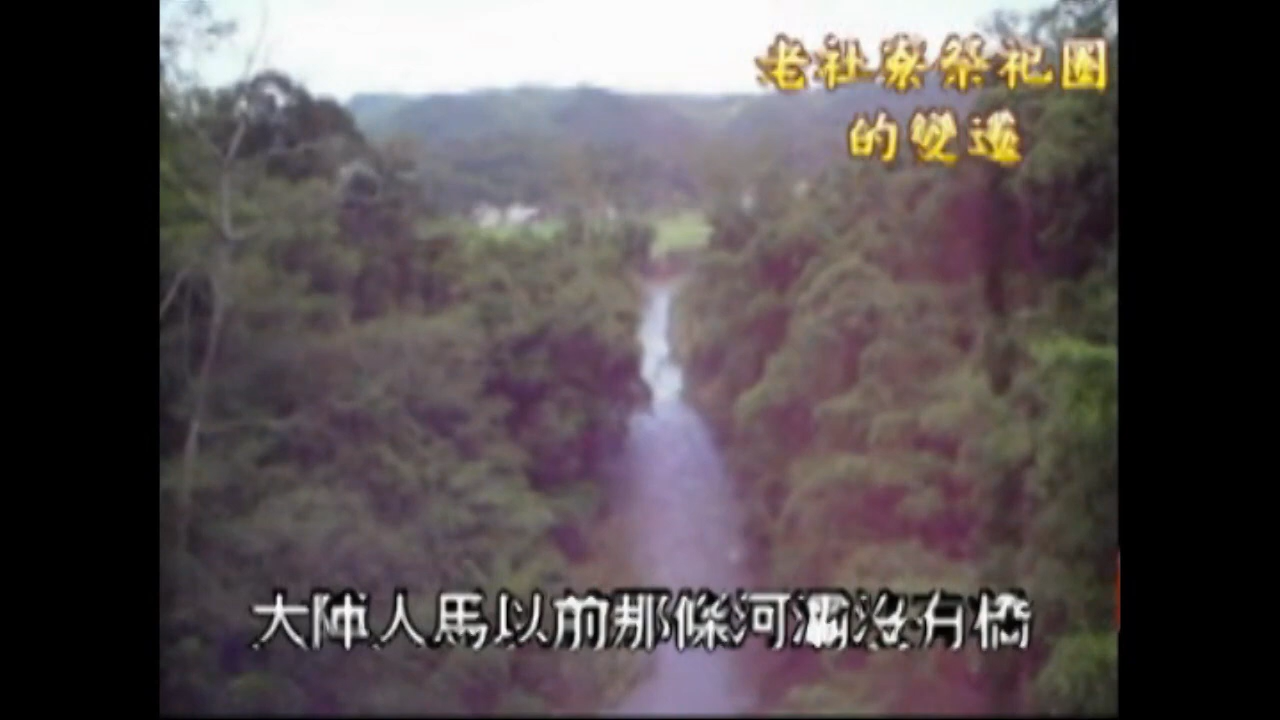 老社寮祭祀圈
的變遷
大陣人馬以前那條河灞沒有橋